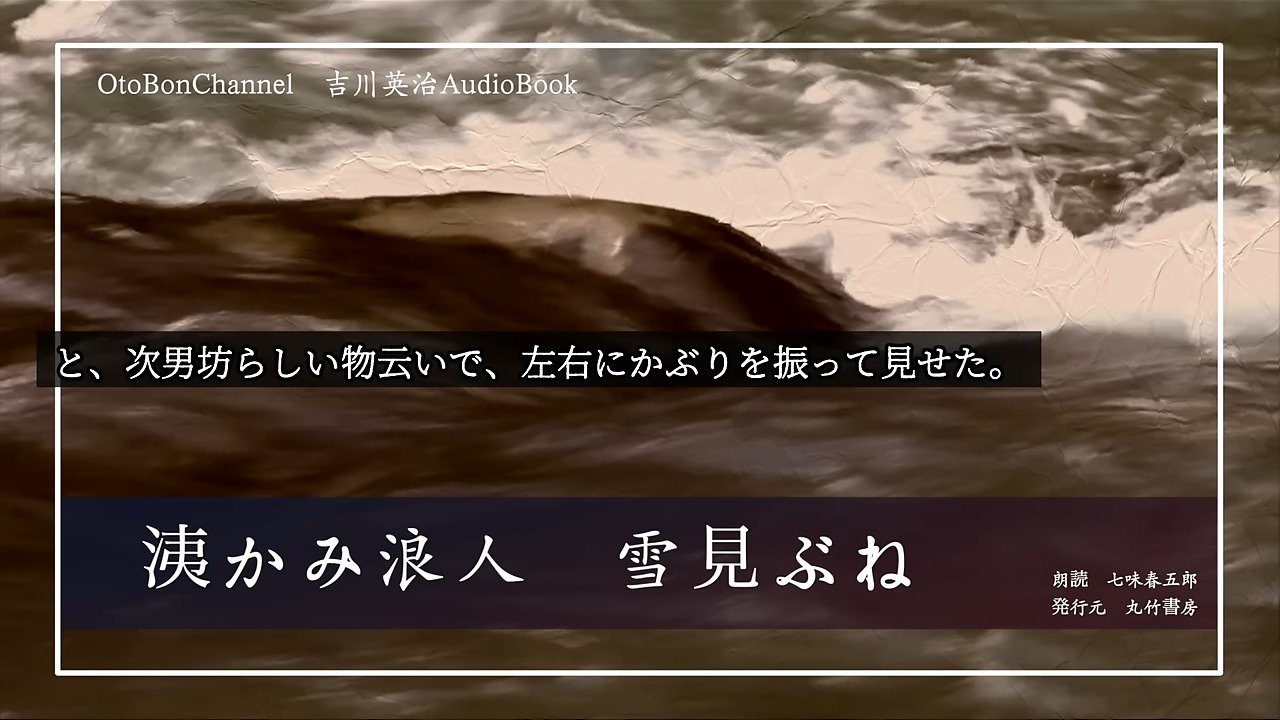 OtoBonChannel　吉川英治AudioBook
と、次男坊らしい物云いで、左右にかぶりを振って見せた。
洟かみ浪人　雪見ぶね
朗読　七味春五郎
発行元　丸竹書房